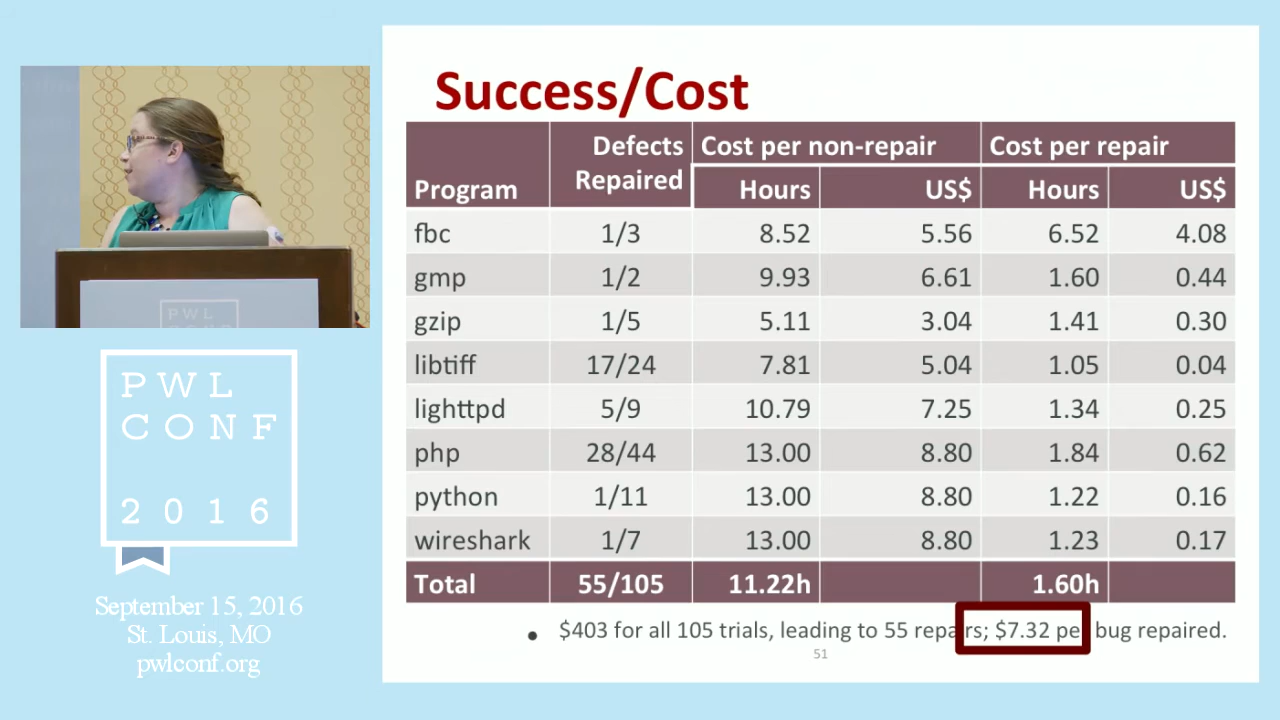 Success/Cost
Program Defects Repaired Cost per non-repair Cost per repair
Hours US$ Hours US$
fbc 1/3 8.52 5.56 6.52 4.08
gmp 1/2 9.93 6.61 1.60 0.44
gzip 1/5 5.11 3.04 1.41 0.30
libtiff 17/24 7.81 5.04 1.05 0.04
lighttpd 5/9 10.79 7.25 1.34 0.25
php 28/44 13.00 8.80 1.84 0.62
python 1/11 13.00 8.80 1.22 0.16
wireshark 1/7 13.00 8.80 1.23 0.17
Total 55/105 11.22h 1.60h
• $403 for all 105 trials, leading to 55 repairs; $7.32 per bug repaired.
51
PWL
CONF
PWL
CONF
2016
September 15, 2016
St. Louis, MO
pwlconf.org